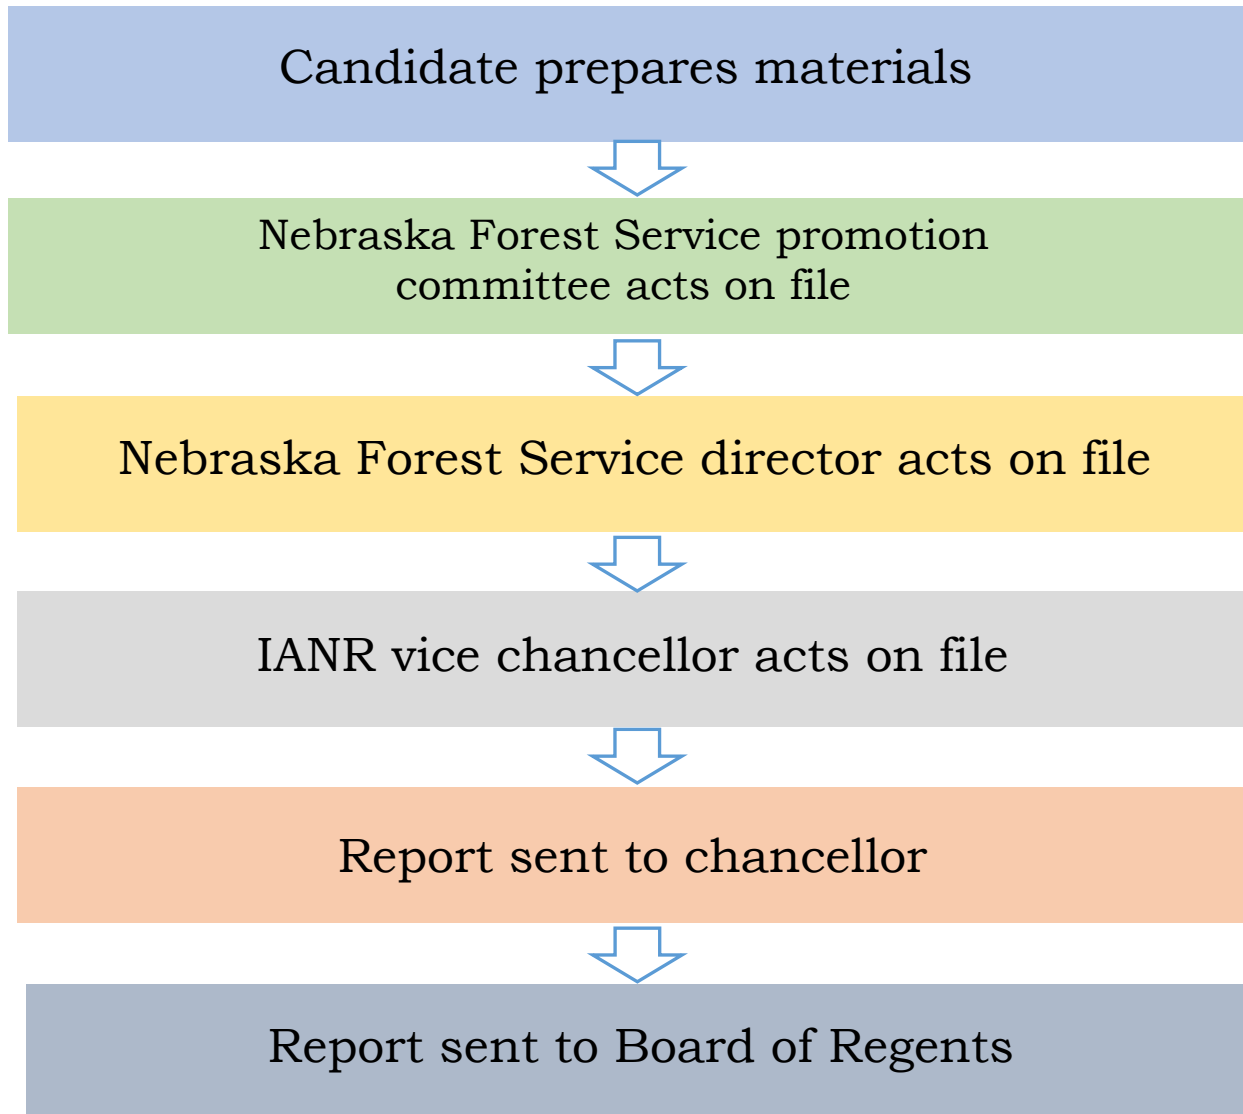 Candidate prepares materials
Nebraska Forest Service promotion
committee acts on file
Nebraska Forest Service director acts on file
IANR vice chancellor acts on file
Report sent to chancellor
Report sent to Board of Regents